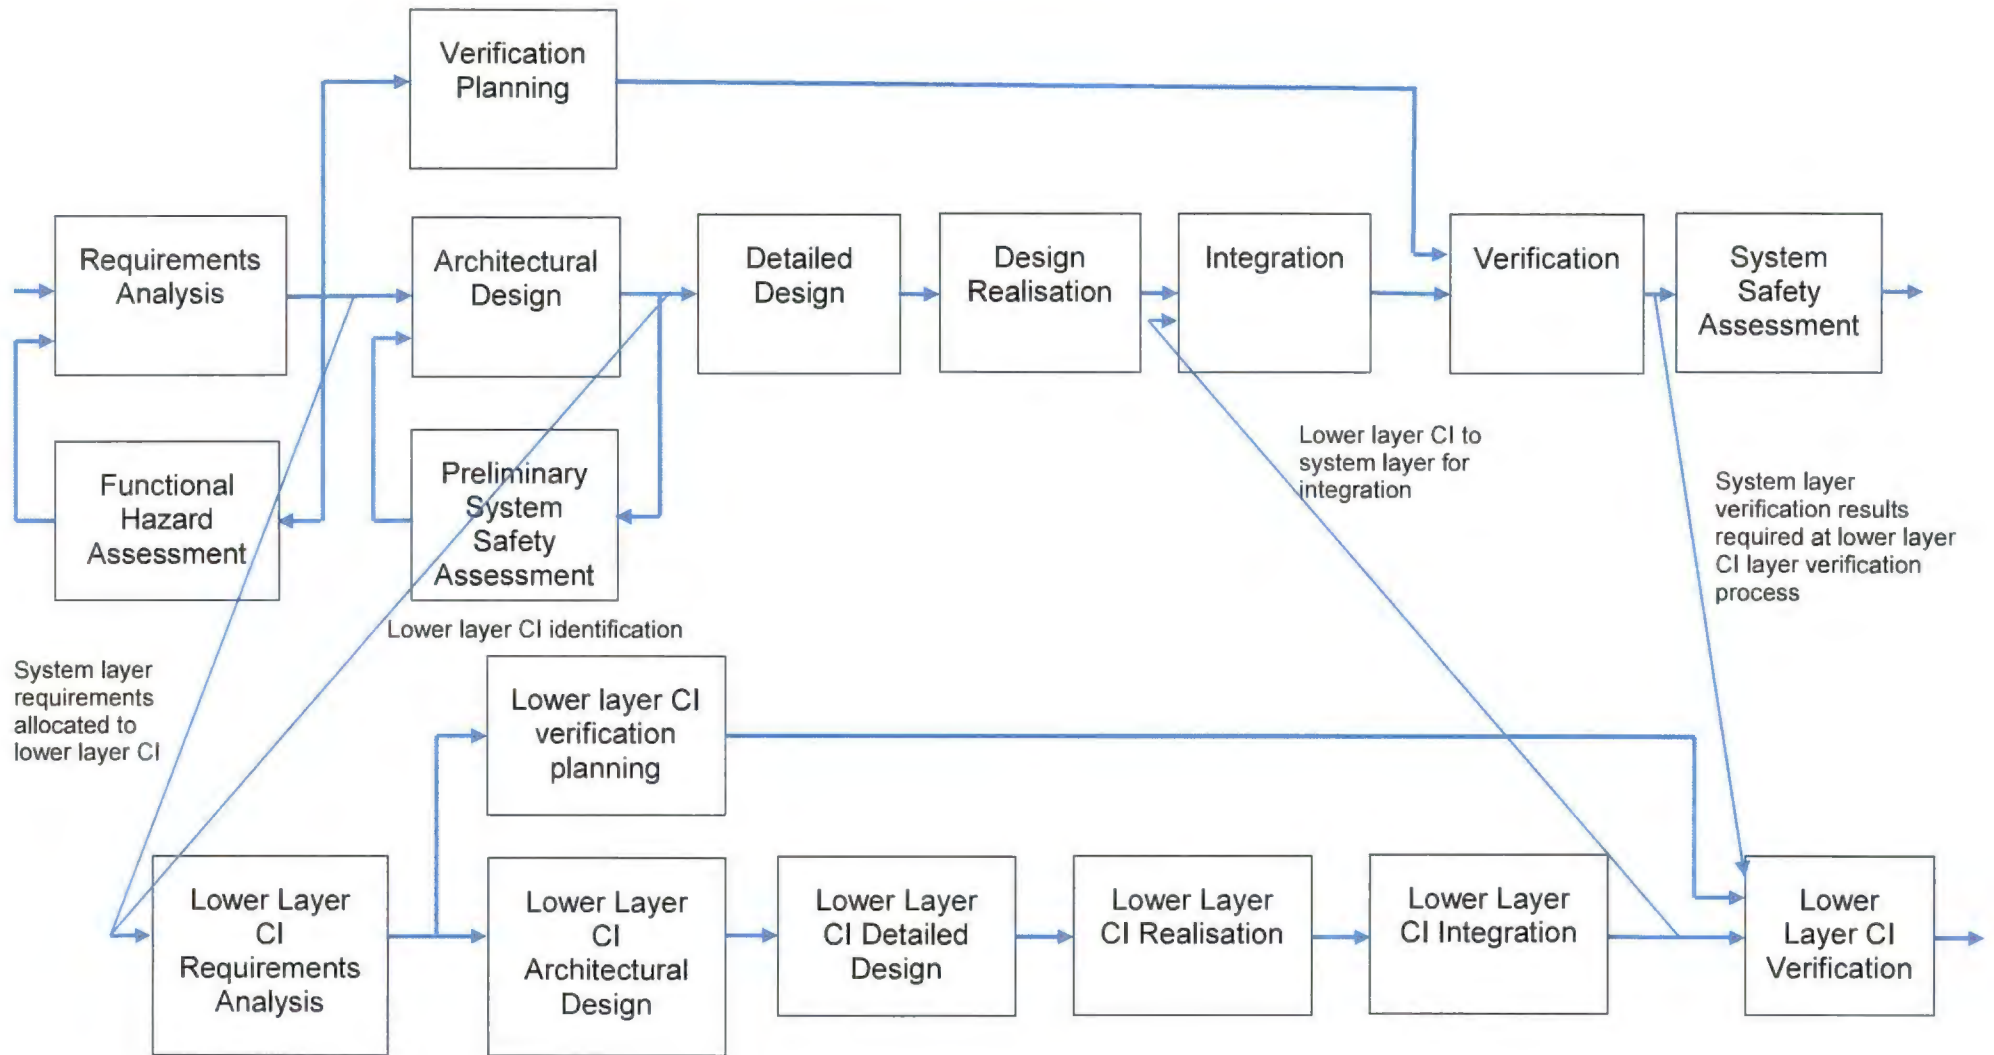 Verification
Planning
Requirements
Analysis
Architectural
Design
Detailed
Design
Design
Realisation
Integration
Verification
System
Safety
Assessment
Functional
Hazard
Assessment
Preliminary
System
Safety
Assessment
Lower layer CI to
system layer for
integration
System layer
verification results
required at lower layer
CI layer verification
process
Lower layer CI identification
System layer
requirements
allocated to
lower layer CI
Lower layer CI
verification
planning
Lower Layer
CI
Requirements
Analysis
Lower Layer
CI
Architectural
Design
Lower Layer
CI Detailed
Design
Lower Layer
CI Realisation
Lower Layer
CI Integration
Lower
Layer CI
Verification